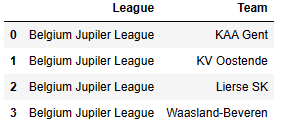 League Team
0 Belgium Jupiler League KAA Gent
1 Belgium Jupiler League KV Oostende
2 Belgium Jupiler League Lierse SK
3 Belgium Jupiler League Waasland-Beveren